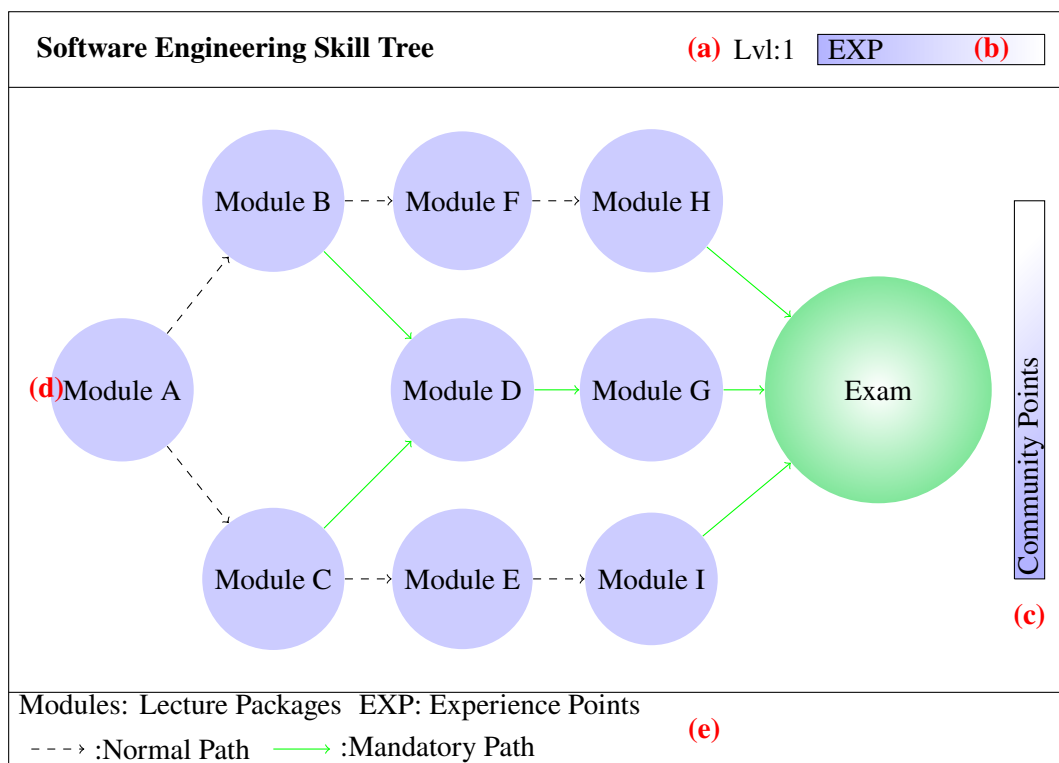 Software Engineering Skill Tree (a) Lvl:1 EXP (b)
Module B Module F Module H
(d) Module A Module D Module G Exam
Community Points
Module C Module E Module I
(c)
Modules: Lecture Packages EXP: Experience Points
(e)
:Normal Path :Mandatory Path